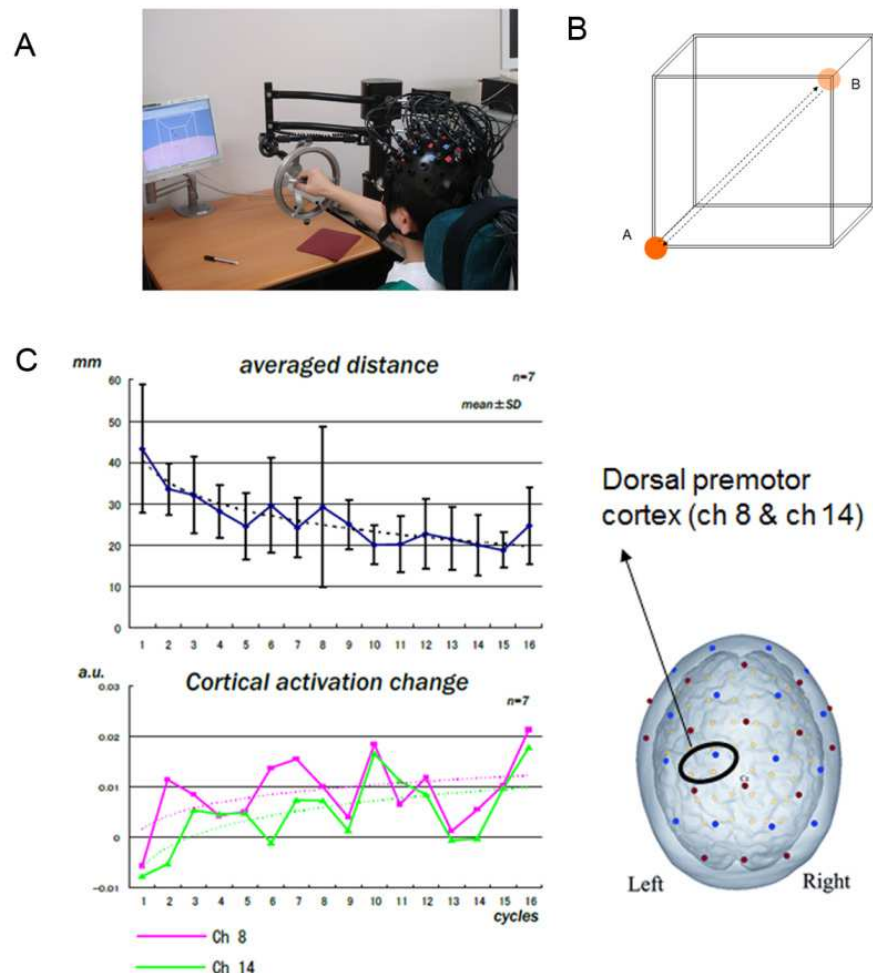 A
B
B
A
C
mm
averaged distance
n=7
mean±SD
60
50
40
30
20
10
0
1 2 3 4 5 6 7 8 9 10 11 12 13 14 15 16
a.u.
Cortical activation change
n=7
0.03
0.02
0.01
0
-0.01
1 2 3 4 5 6 7 8 9 10 11 12 13 14 15 16
cycles
Ch 8
Ch 14
Dorsal premotor
cortex (ch 8 & ch 14)
Cz
Left
Right